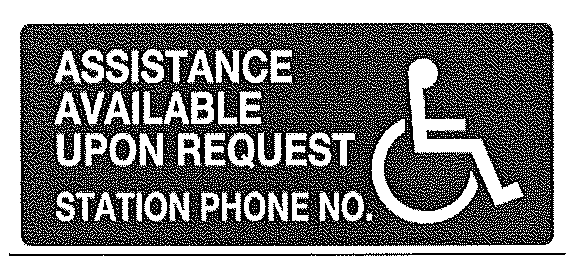 ASSISTANCE
AVAILABLE
UPON REQUEST
STATION PHONE NO.